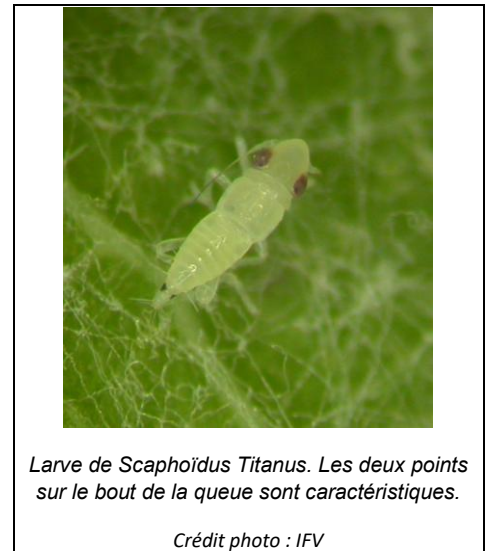 Larve de Scaphoïdus Titanus. Les deux points
sur le bout de la queue sont caractéristiques.
Crédit photo : IFV